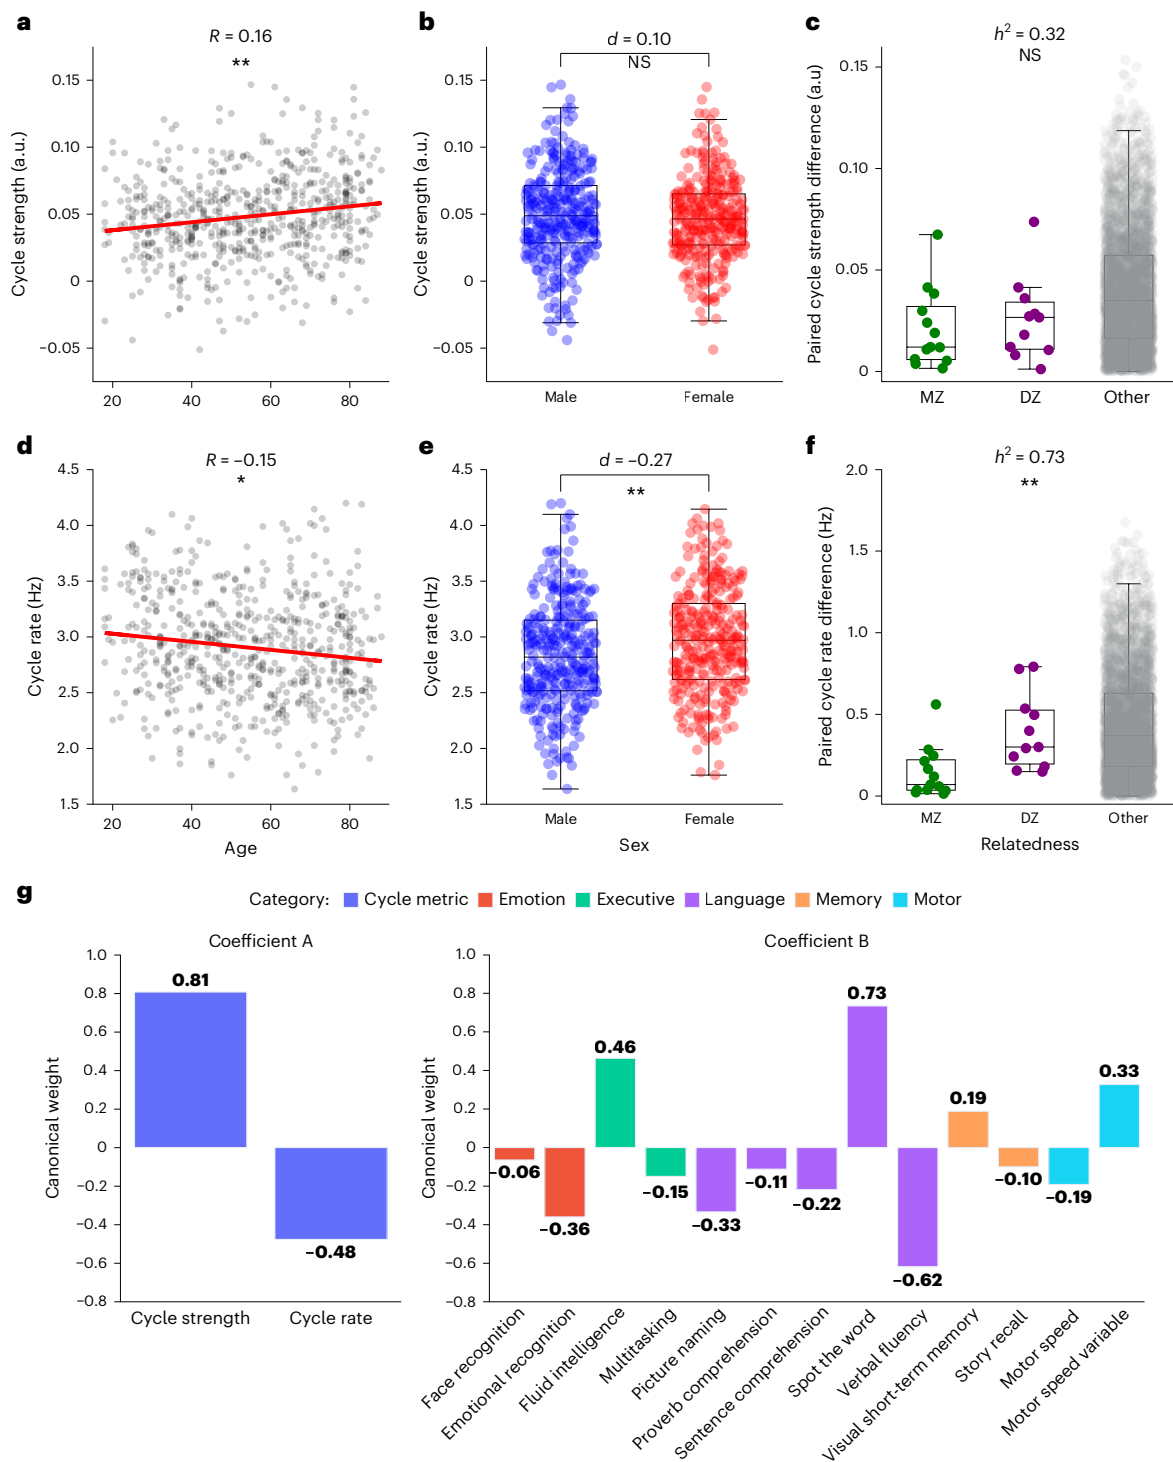 a
R = 0.16
**
Cycle strength (a.u.)
0.15
0.10
0.05
0
−0.05
20 40 60 80
b
d = 0.10
NS
Cycle strength (a.u.)
0.15
0.10
0.05
0
−0.05
Male Female
c
h² = 0.32
NS
Paired cycle strength difference (a.u)
0.15
0.10
0.05
0
MZ DZ Other
d
R = −0.15
*
Cycle rate (Hz)
4.5
4.0
3.5
3.0
2.5
2.0
1.5
20 40 60 80
Age
e
d = −0.27
**
Cycle rate (Hz)
4.5
4.0
3.5
3.0
2.5
2.0
1.5
Male Female
Sex
f
h² = 0.73
**
Paired cycle rate difference (Hz)
2.0
1.5
1.0
0.5
0
MZ DZ Other
Relatedness
g
Category: Cycle metric Emotion Executive Language Memory Motor
Coefficient A
Canonical weight
1.0
0.8
0.6
0.4
0.2
0
−0.2
−0.4
−0.6
−0.8
0.81
−0.48
Cycle strength Cycle rate
Coefficient B
Canonical weight
1.0
0.8
0.6
0.4
0.2
0
−0.2
−0.4
−0.6
−0.8
−0.06
−0.36
0.46
−0.15
−0.33
−0.11
−0.22
0.73
−0.62
0.19
−0.10
−0.19
0.33
Face recognition
Emotional recognition
Fluid intelligence
Multitasking
Picture naming
Proverb comprehension
Sentence comprehension
Spot the word
Verbal fluency
Visual short-term memory
Story recall
Motor speed
Motor speed variable